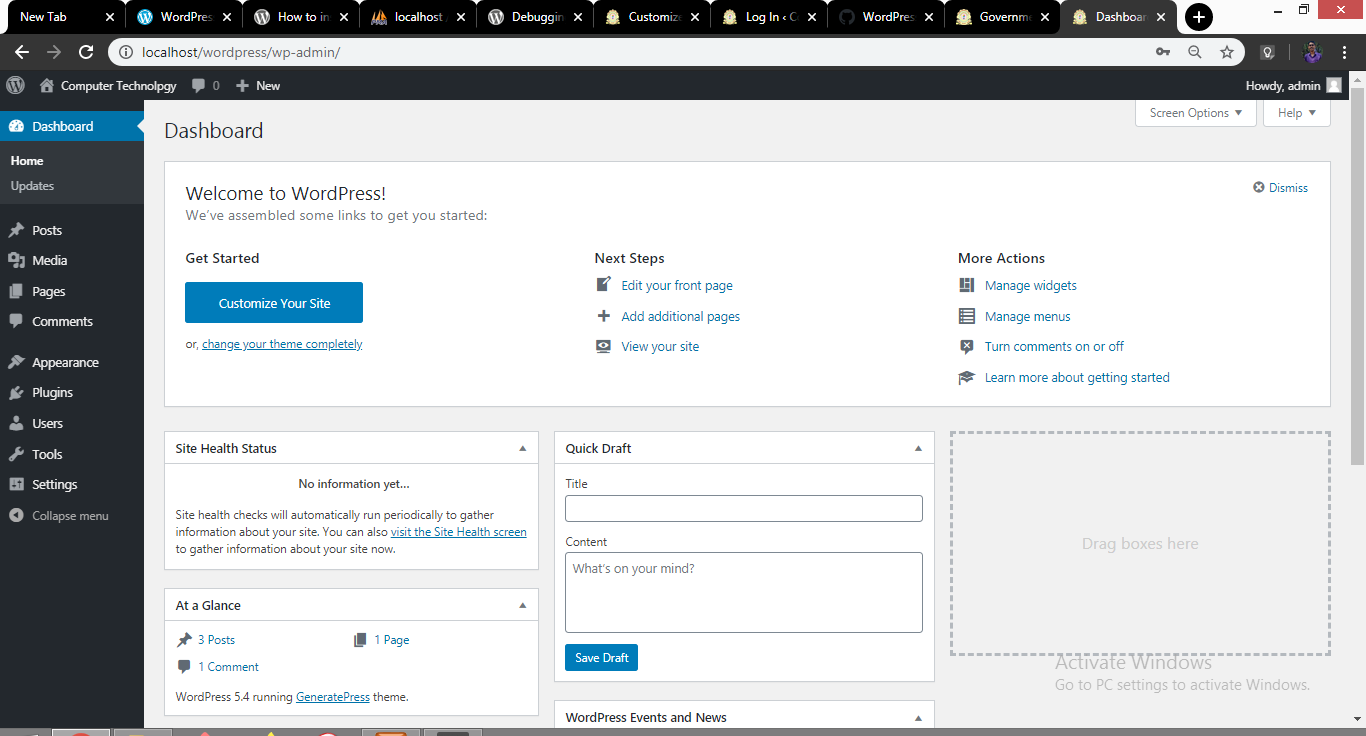 New Tab
WordPres
How to in
localhost
Debuggin
Customize
Log In ‹ C
WordPres
Governme
Dashboar
localhost/wordpress/wp-admin/
Computer Technolpgy
0
New
Howdy, admin
Dashboard
Home
Updates
Posts
Media
Pages
Comments
Appearance
Plugins
Users
Tools
Settings
Collapse menu
Dashboard
Screen Options
Help
Welcome to WordPress!
Dismiss
We've assembled some links to get you started:
Get Started
Customize Your Site
or, change your theme completely
Next Steps
Edit your front page
Add additional pages
View your site
More Actions
Manage widgets
Manage menus
Turn comments on or off
Learn more about getting started
Site Health Status
No information yet...
Site health checks will automatically run periodically to gather
information about your site. You can also visit the Site Health screen
to gather information about your site now.
At a Glance
3 Posts
1 Page
1 Comment
WordPress 5.4 running GeneratePress theme.
Quick Draft
Title
Content
What's on your mind?
Save Draft
WordPress Events and News
Drag boxes here
Activate Windows
Go to PC settings to activate Windows.